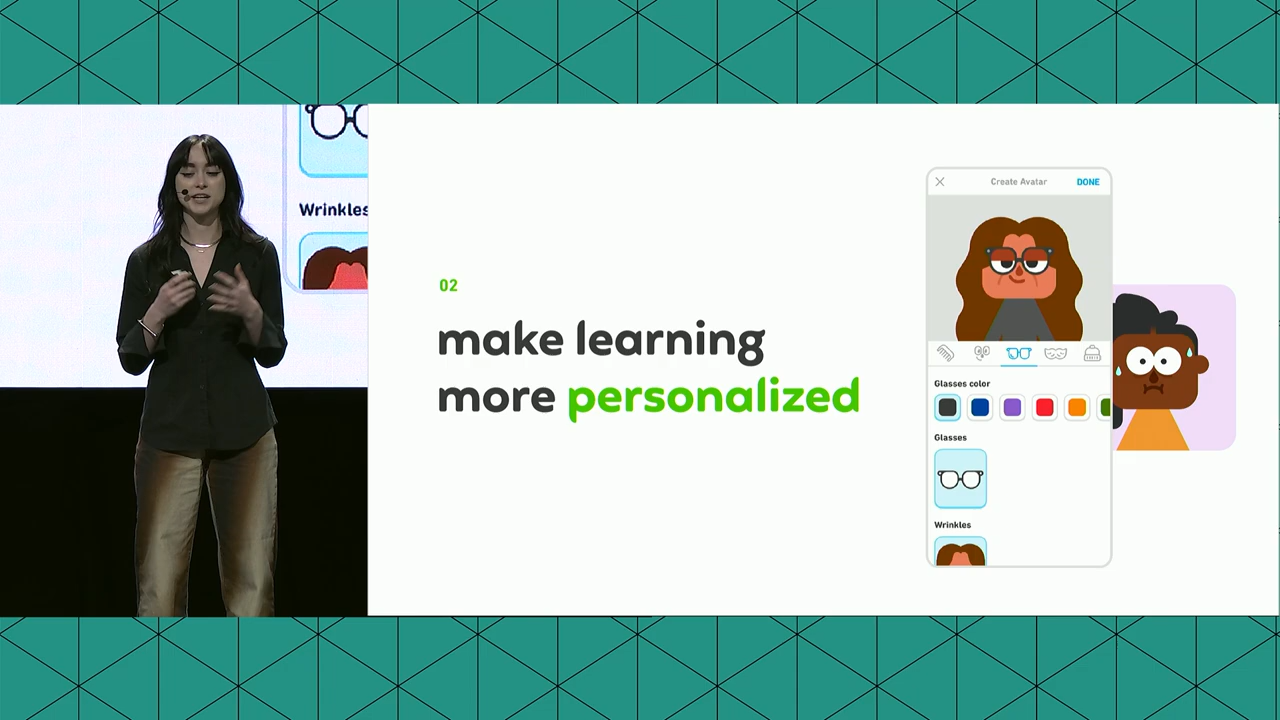 Wrinkles
02
make learning
more personalized
Create Avatar
DONE
Glasses color
Glasses
Wrinkles